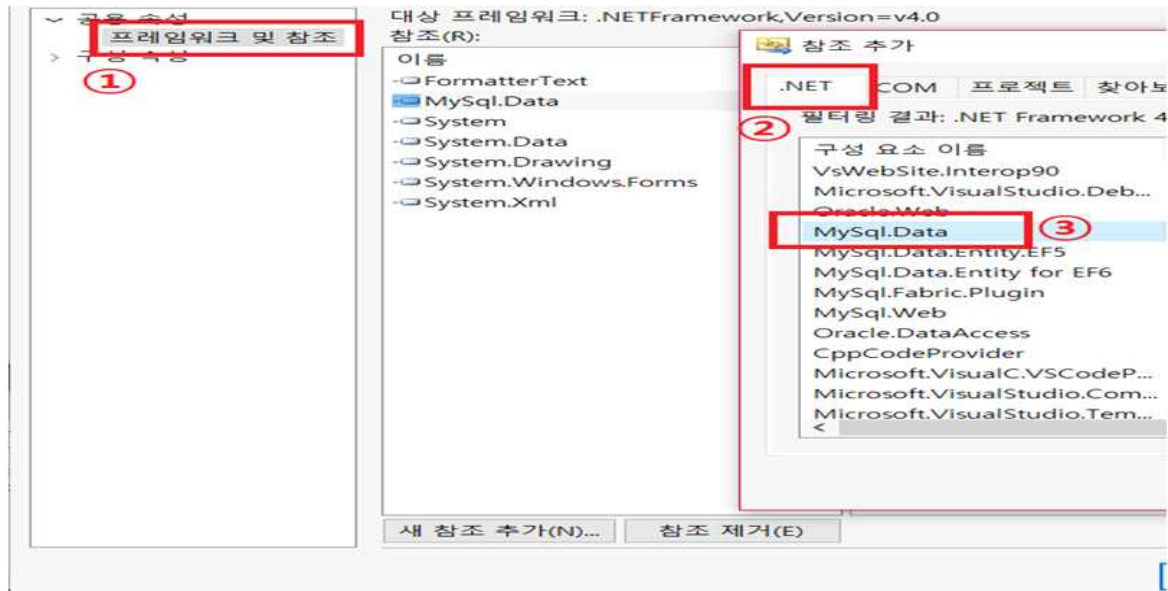 공용 속성
프레임워크 및 참조
구성 속성
①
대상 프레임워크: .NETFramework,Version=v4.0
참조(R):
이름
FormatterText
MySql.Data
System
System.Data
System.Drawing
System.Windows.Forms
System.Xml
새 참조 추가(N)...
참조 제거(E)
참조 추가
.NET
COM
프로젝트
찾아보
②
필터링 결과: .NET Framework 4
구성 요소 이름
VsWebSite.Interop90
Microsoft.VisualStudio.Deb...
Oracle.Web
MySql.Data
③
MySql.Data.Entity.EF5
MySql.Data.Entity for EF6
MySql.Fabric.Plugin
MySql.Web
Oracle.DataAccess
CppCodeProvider
Microsoft.VisualC.VSCodeP...
Microsoft.VisualStudio.Com...
Microsoft.VisualStudio.Tem...